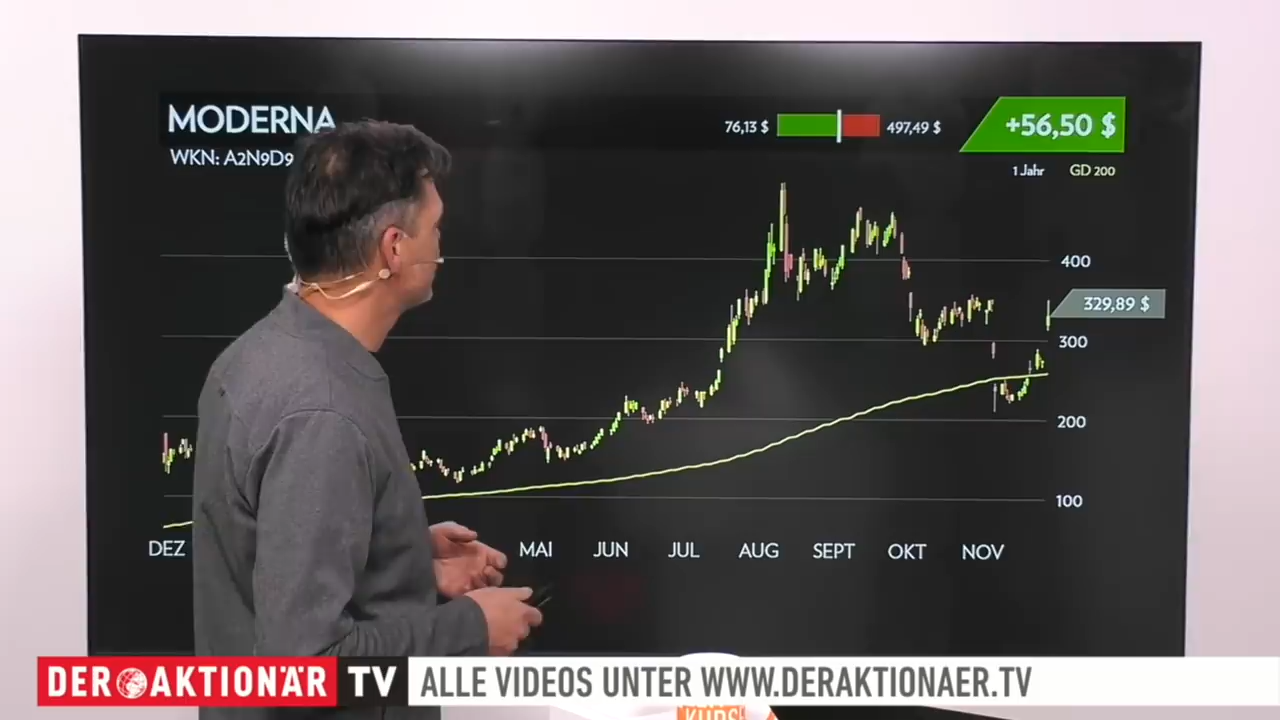 MODERNA
WKN: A2N9D9
76,13 $
497,49 $
+56,50 $
1 Jahr
GD 200
400
329,89 $
300
200
100
DEZ
MAI
JUN
JUL
AUG
SEPT
OKT
NOV
DER AKTIONÄR TV
ALLE VIDEOS UNTER WWW.DERAKTIONAER.TV